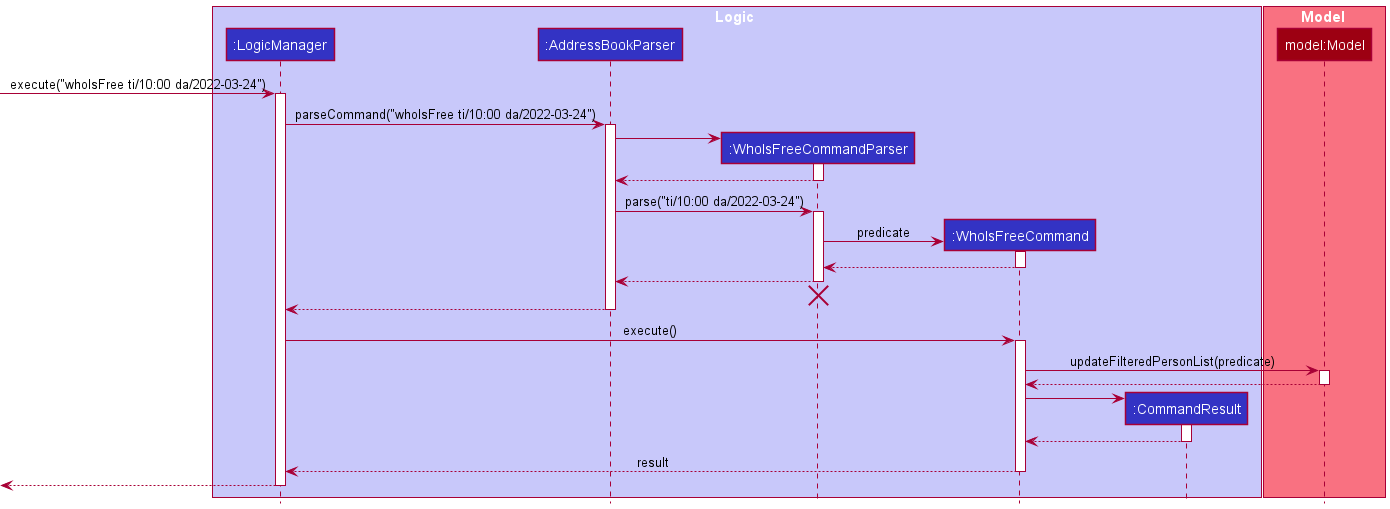 Logic
Model
:LogicManager
:AddressBookParser
model:Model
execute("whoIsFree ti/10:00 da/2022-03-24")
parseCommand("whoIsFree ti/10:00 da/2022-03-24")
:WhoIsFreeCommandParser
parse("ti/10:00 da/2022-03-24")
predicate
:WhoIsFreeCommand
execute()
updateFilteredPersonList(predicate)
:CommandResult
result